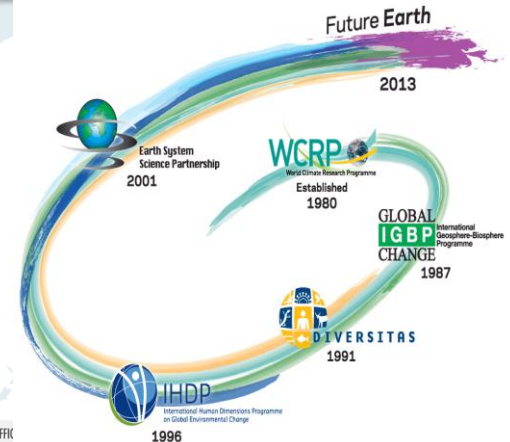 Future Earth
2013
Earth System
Science Partnership
2001
WCRP
World Climate Research Programme
Established
1980
GLOBAL
IGBP
International
Geosphere-Biosphere
Programme
CHANGE
1987
DIVERSITAS
1991
IHDP
International Human Dimensions Programme
on Global Environmental Change
1996